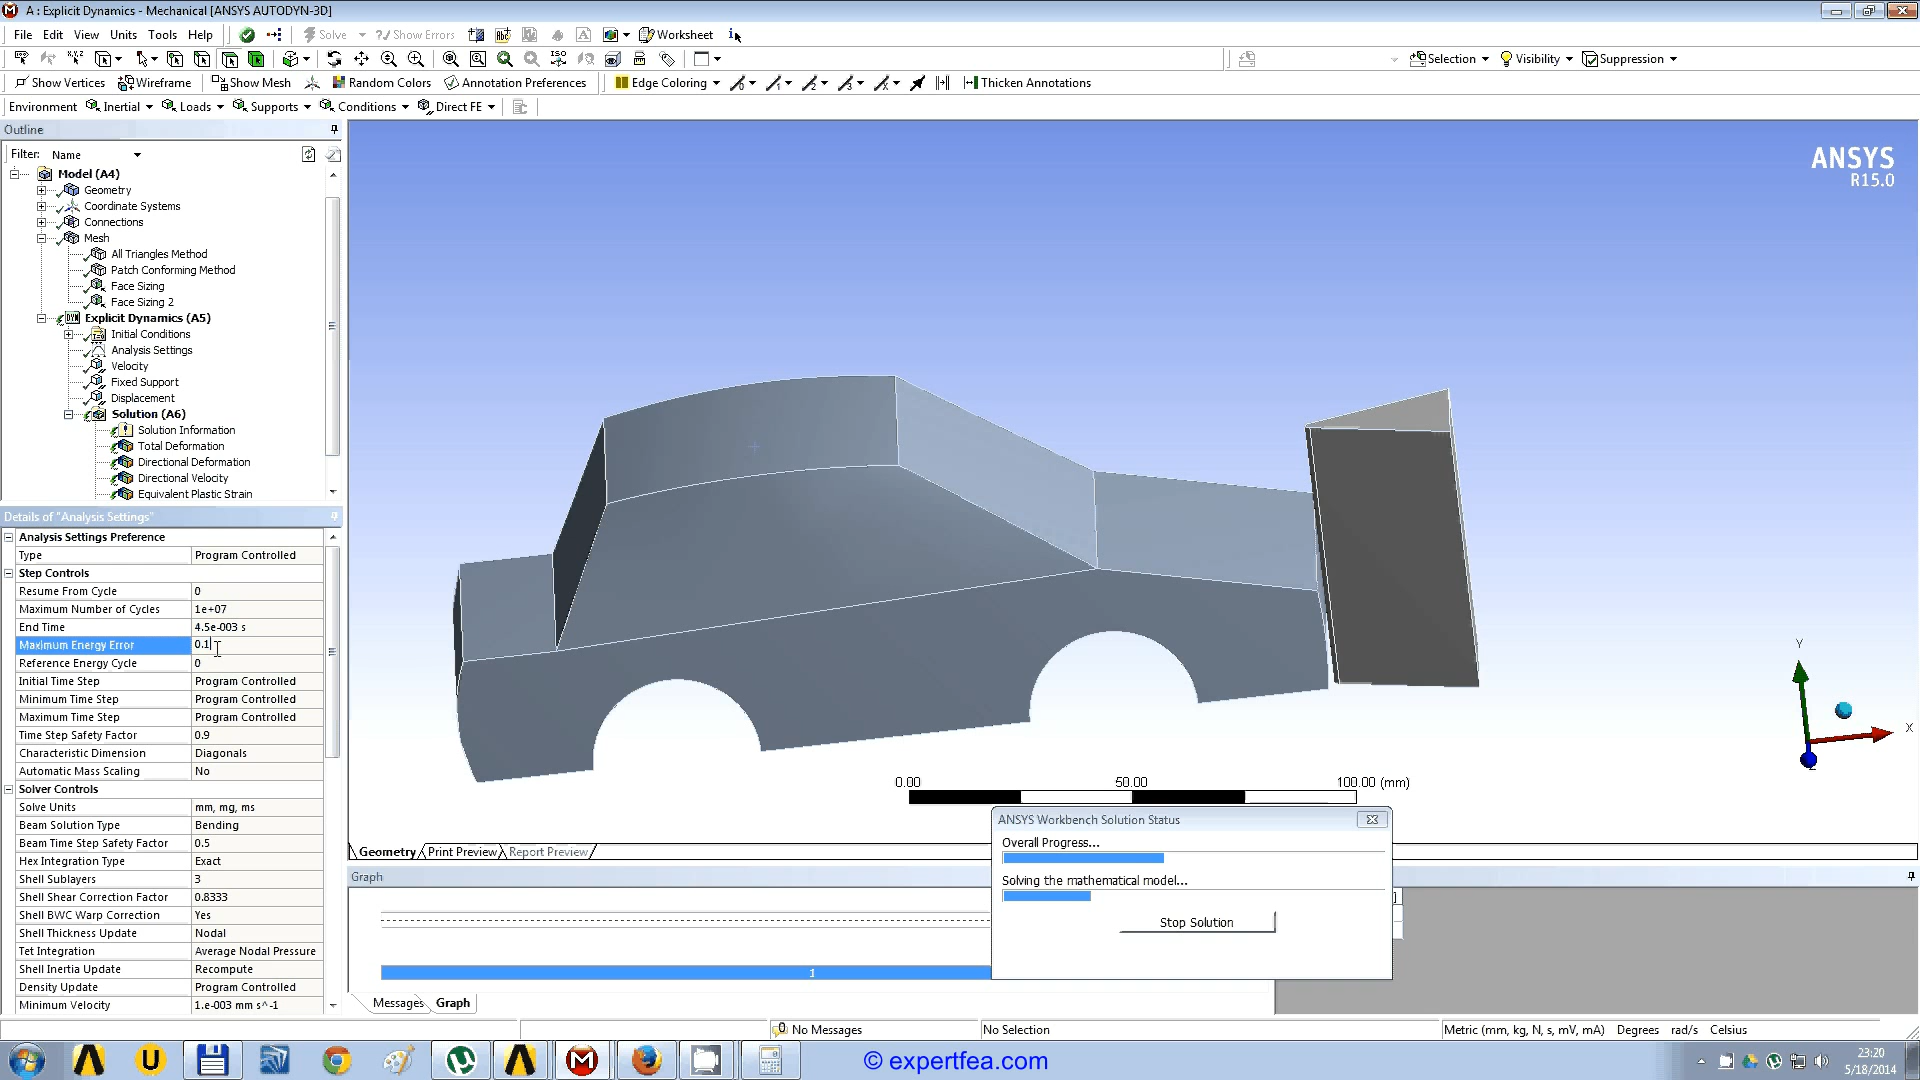 A : Explicit Dynamics - Mechanical [ANSYS AUTODYN-3D]
File Edit View Units Tools Help Solve Show Errors Worksheet
Selection Visibility Suppression
Show Vertices Wireframe Show Mesh Random Colors Annotation Preferences Edge Coloring Thicken Annotations
Environment Inertial Loads Supports Conditions Direct FE
Outline
Filter: Name
Model (A4)
Geometry
Coordinate Systems
Connections
Mesh
All Triangles Method
Patch Conforming Method
Face Sizing
Face Sizing 2
Explicit Dynamics (A5)
Initial Conditions
Analysis Settings
Velocity
Fixed Support
Displacement
Solution (A6)
Solution Information
Total Deformation
Directional Deformation
Directional Velocity
Equivalent Plastic Strain
Details of "Analysis Settings"
Analysis Settings Preference
Type Program Controlled
Step Controls
Resume From Cycle 0
Maximum Number of Cycles 1e+07
End Time 4.5e-003 s
Maximum Energy Error 0.1
Reference Energy Cycle 0
Initial Time Step Program Controlled
Minimum Time Step Program Controlled
Maximum Time Step Program Controlled
Time Step Safety Factor 0.9
Characteristic Dimension Diagonals
Automatic Mass Scaling No
Solver Controls
Solve Units mm, mg, ms
Beam Solution Type Bending
Beam Time Step Safety Factor 0.5
Hex Integration Type Exact
Shell Sublayers 3
Shell Shear Correction Factor 0.8333
Shell BWC Warp Correction Yes
Shell Thickness Update Nodal
Tet Integration Average Nodal Pressure
Shell Inertia Update Recompute
Density Update Program Controlled
Minimum Velocity 1.e-003 mm s^-1
ANSYS
R15.0
Y
X
Z
0.00 50.00 100.00 (mm)
Geometry Print Preview Report Preview
Graph
1
Messages Graph
ANSYS Workbench Solution Status
Overall Progress...
Solving the mathematical model...
Stop Solution
0 No Messages No Selection Metric (mm, kg, N, s, mV, mA) Degrees rad/s Celsius
© expertfea.com
23:20
5/18/2014